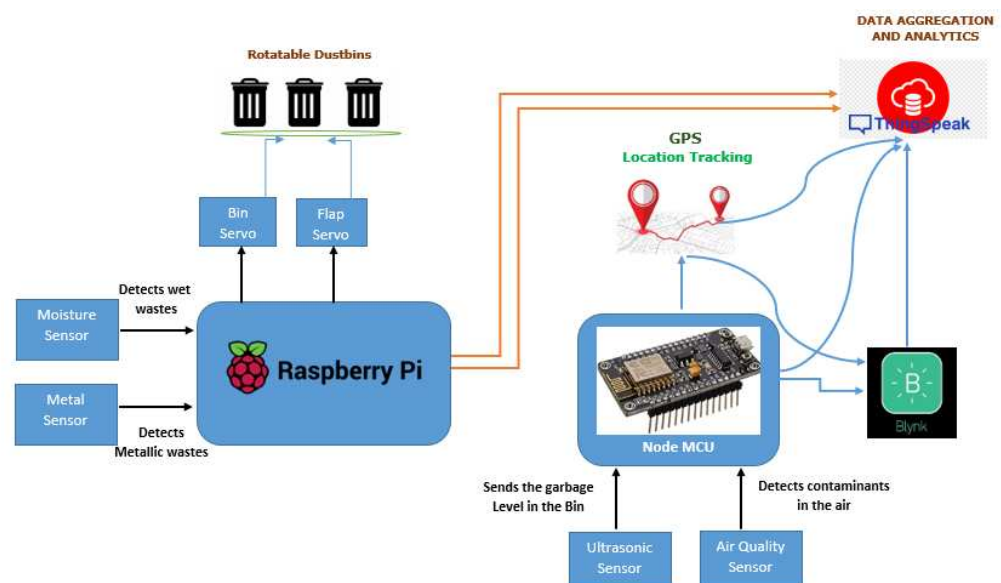 DATA AGGREGATION
AND ANALYTICS
Rotatable Dustbins
ThingSpeak
GPS
Location Tracking
Bin
Servo
Flap
Servo
Detects wet
wastes
Moisture
Sensor
Raspberry Pi
Metal
Sensor
Detects
Metallic wastes
B
Blynk
Node MCU
Sends the garbage
Level in the Bin
Detects contaminants
in the air
Ultrasonic
Sensor
Air Quality
Sensor